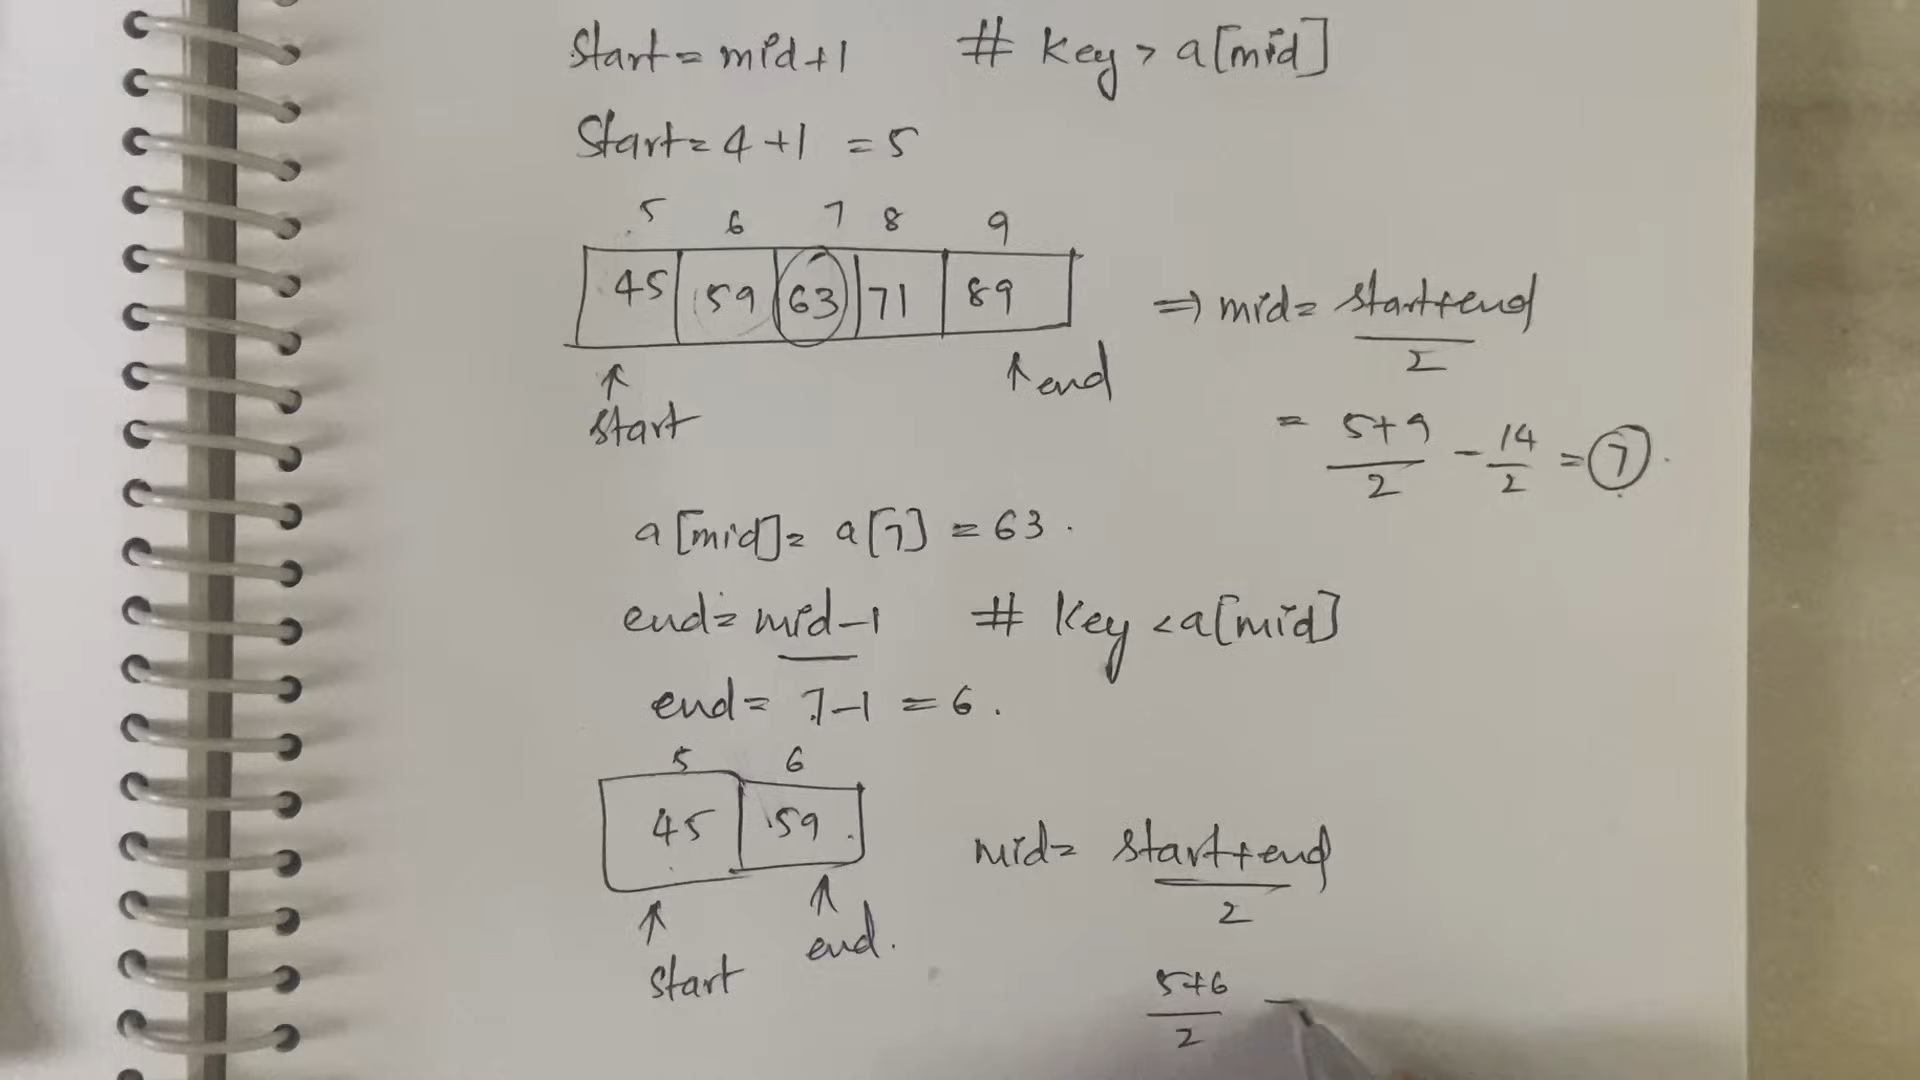 Start = mid+1 # key > a[mid]
Start = 4+1 = 5
5 6 7 8 9
45 59 63 71 89
⇒ mid = start+end
2
start
end
= 5+9 - 14 = 7
2 2
a[mid] = a[7] = 63.
end = mid-1 # key < a[mid]
end = 7-1 = 6.
5 6
45 59
mid = start+end
2
start
end.
5+6 -
2